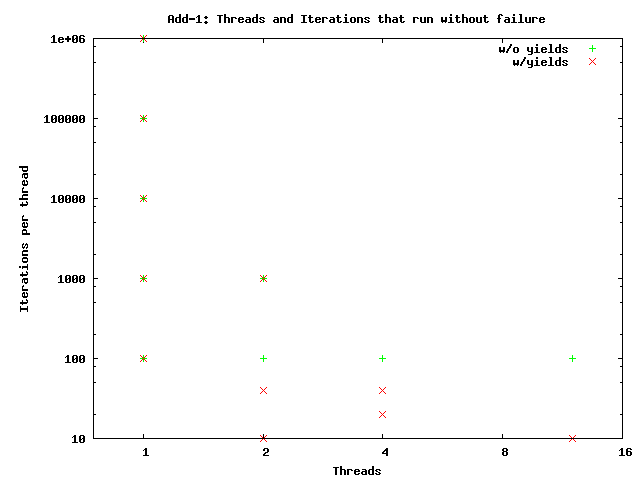 Add-1: Threads and Iterations that run without failure
1e+06
w/o yields
w/yields
100000
10000
1000
100
10
Iterations per thread
1 2 4 8 16
Threads